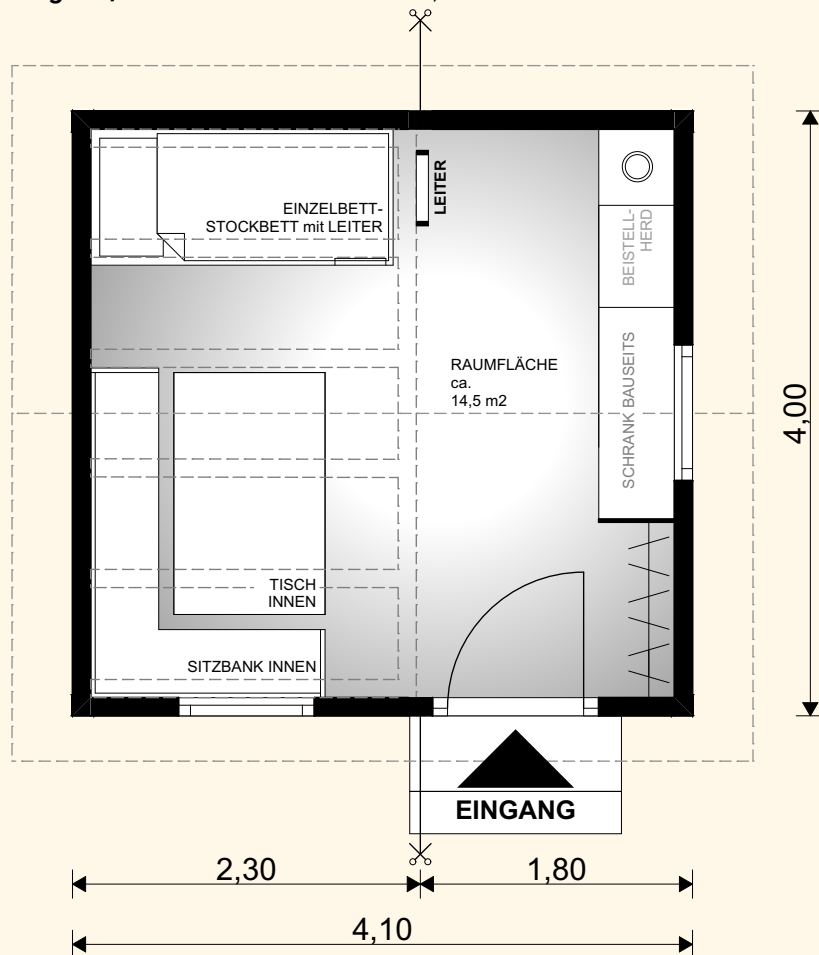 EINZELBETT-
STOCKBETT mit LEITER
LEITER
BEISTELL-
HERD
RAUMFLÄCHE
ca.
14,5 m2
SCHRANK BAUSEITS
4,00
TISCH
INNEN
SITZBANK INNEN
EINGANG
2,30
1,80
4,10